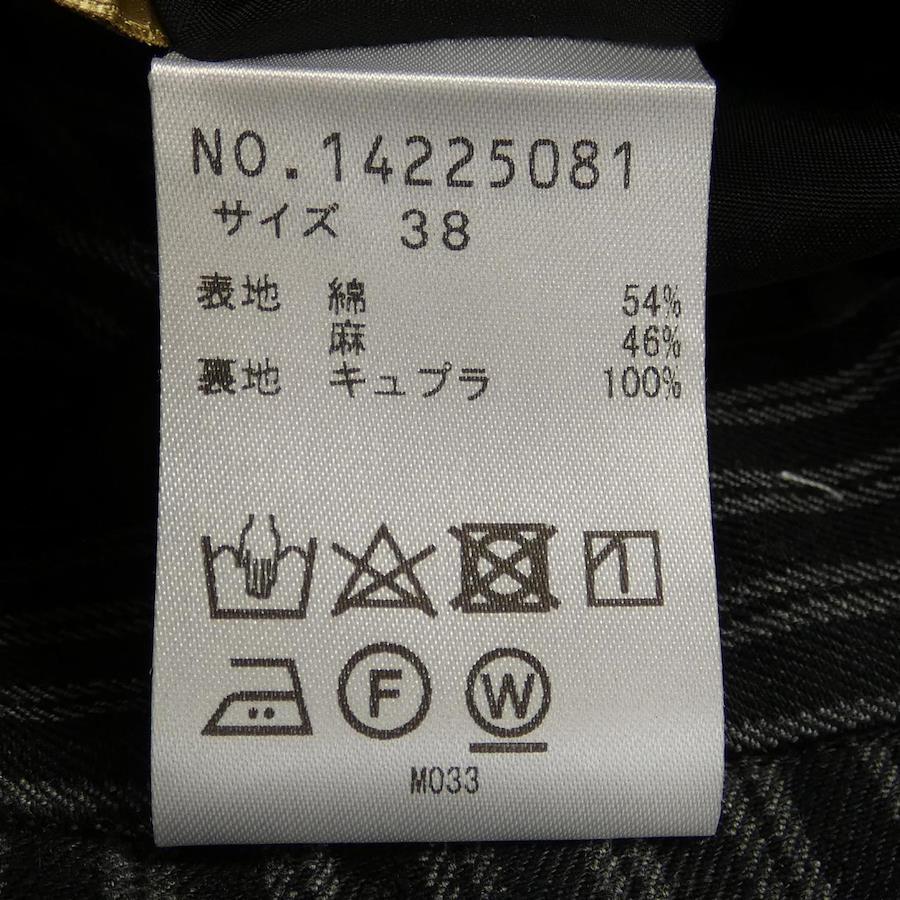 NO.14225081
サイズ 38
表地 綿 54%
麻 46%
裏地 キュプラ 100%
F W
M033